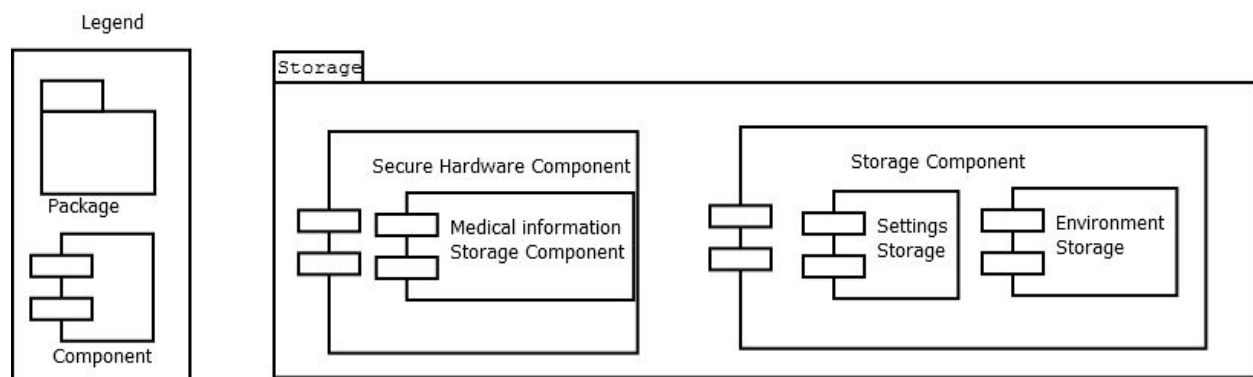 Legend
Package
Component
Storage
Secure Hardware Component
Medical information
Storage Component
Storage Component
Settings
Storage
Environment
Storage